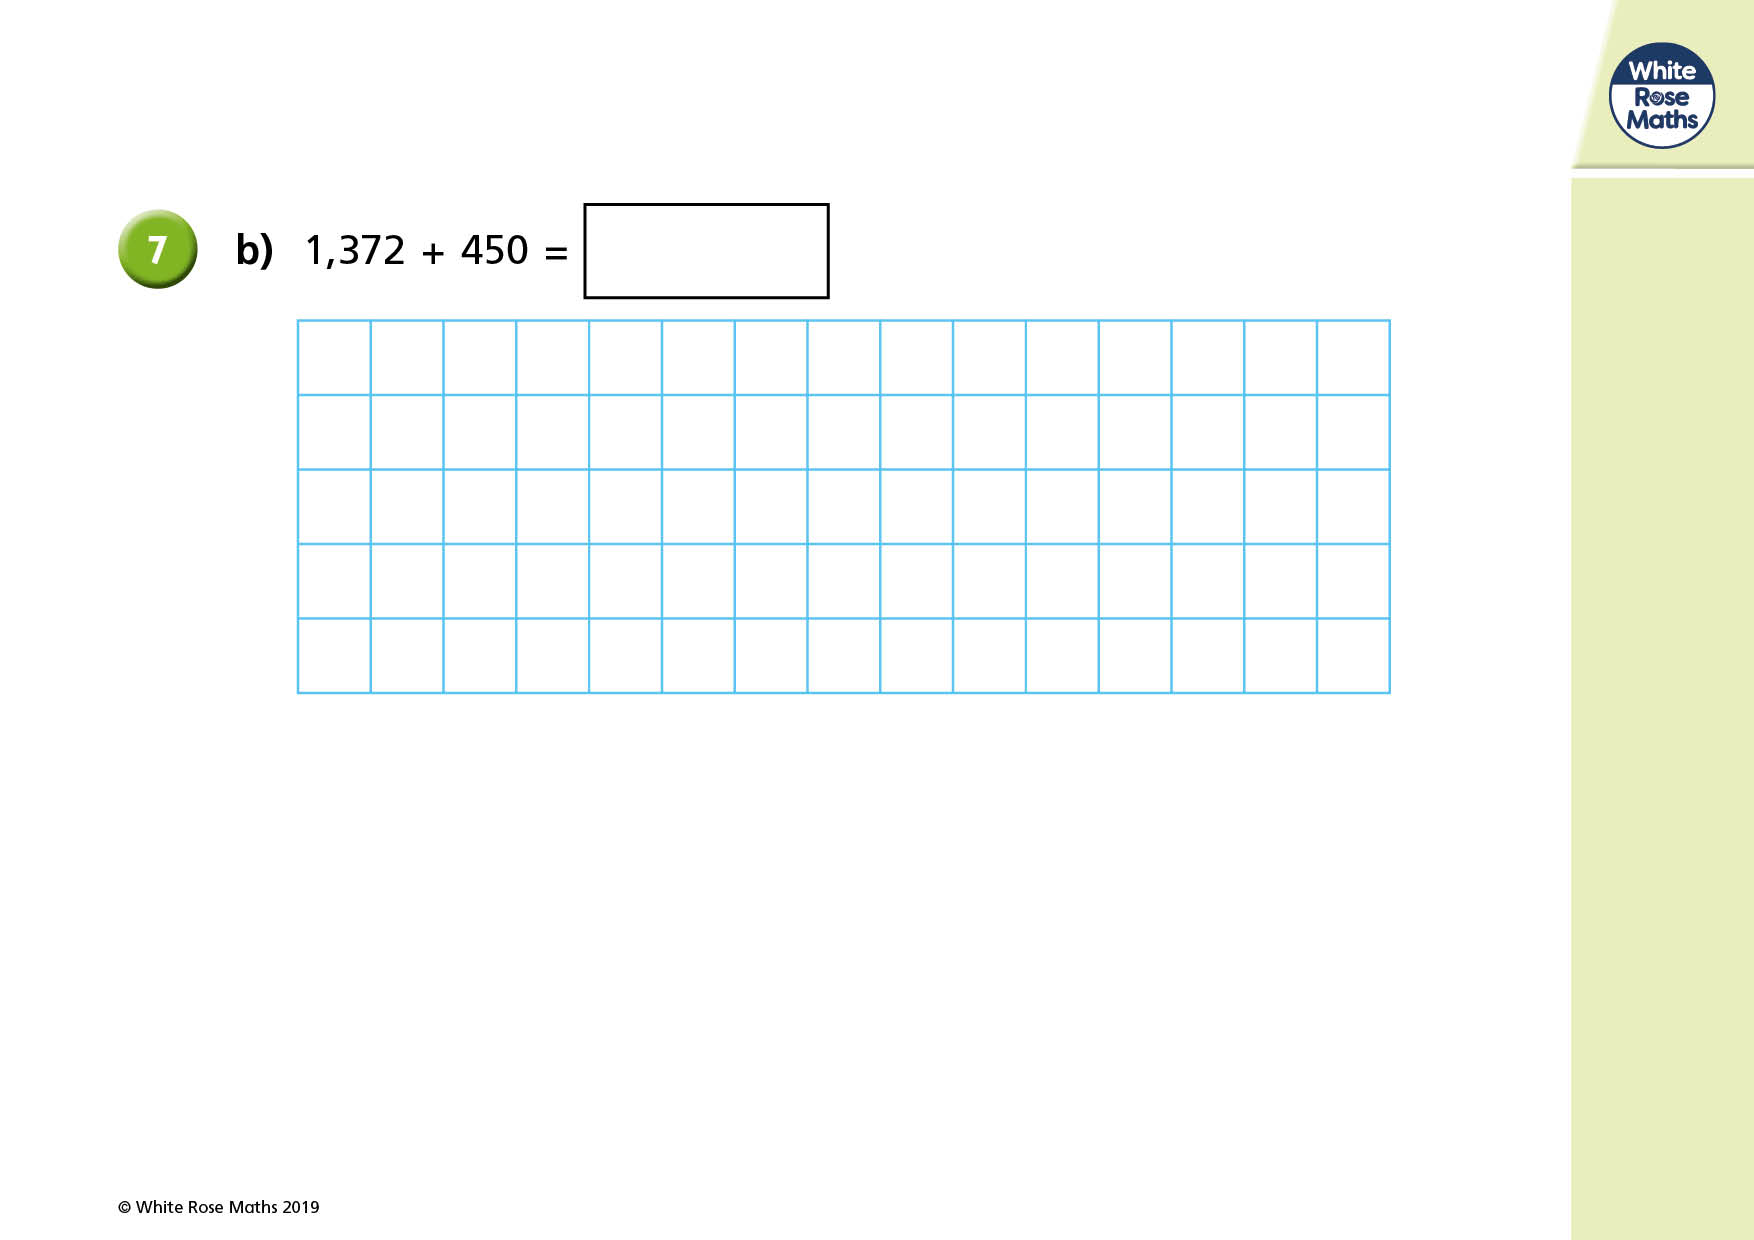 White
Rose
Maths
7 b) 1,372 + 450 =
© White Rose Maths 2019